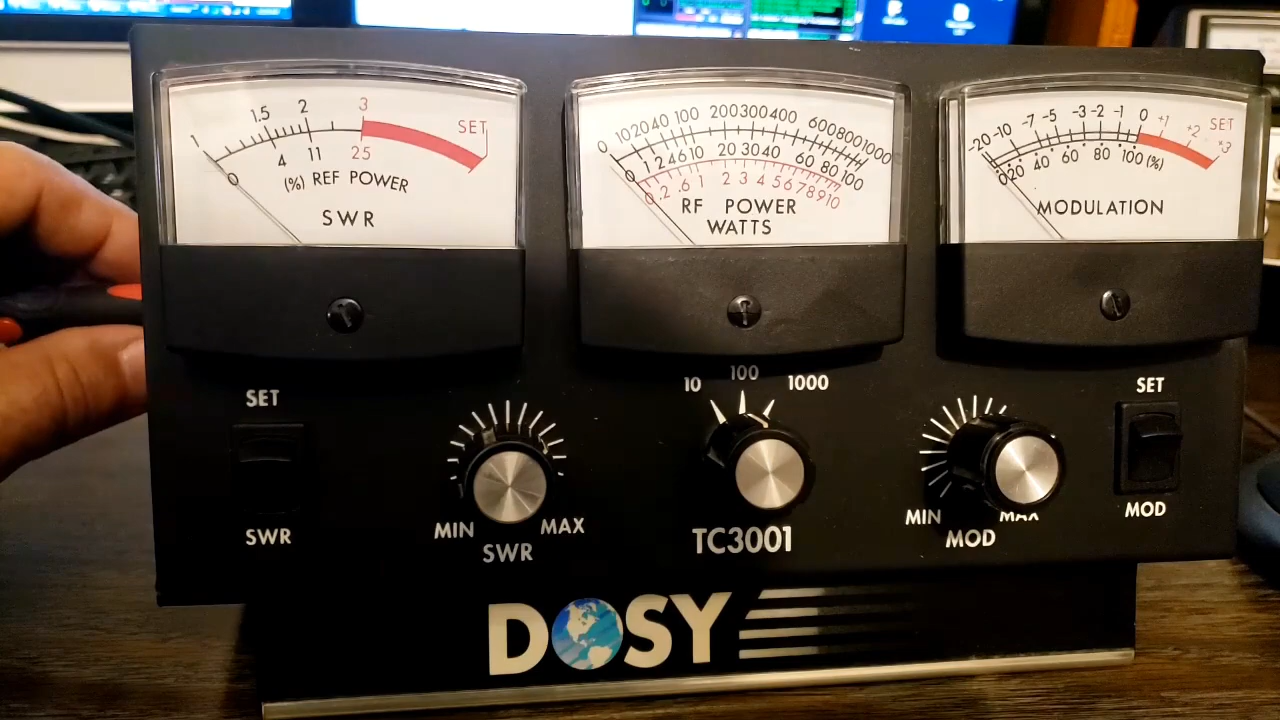 1 1.5 2 3 SET
0 4 11 25
(%) REF POWER
SWR
0 10 20 40 100 200 300 400 600 800 1000
0 1 2 4 6 10 20 30 40 60 80 100
0 .2 .6 1 2 3 4 5 6 7 8 9 10
RF POWER
WATTS
-20 -10 -7 -5 -3 -2 -1 0 +1 +2 +3 SET
0 20 40 60 80 100 (%)
MODULATION
SET
SWR
MIN MAX
SWR
10 100 1000
TC3001
MIN MAX
MOD
SET
MOD
DOSY